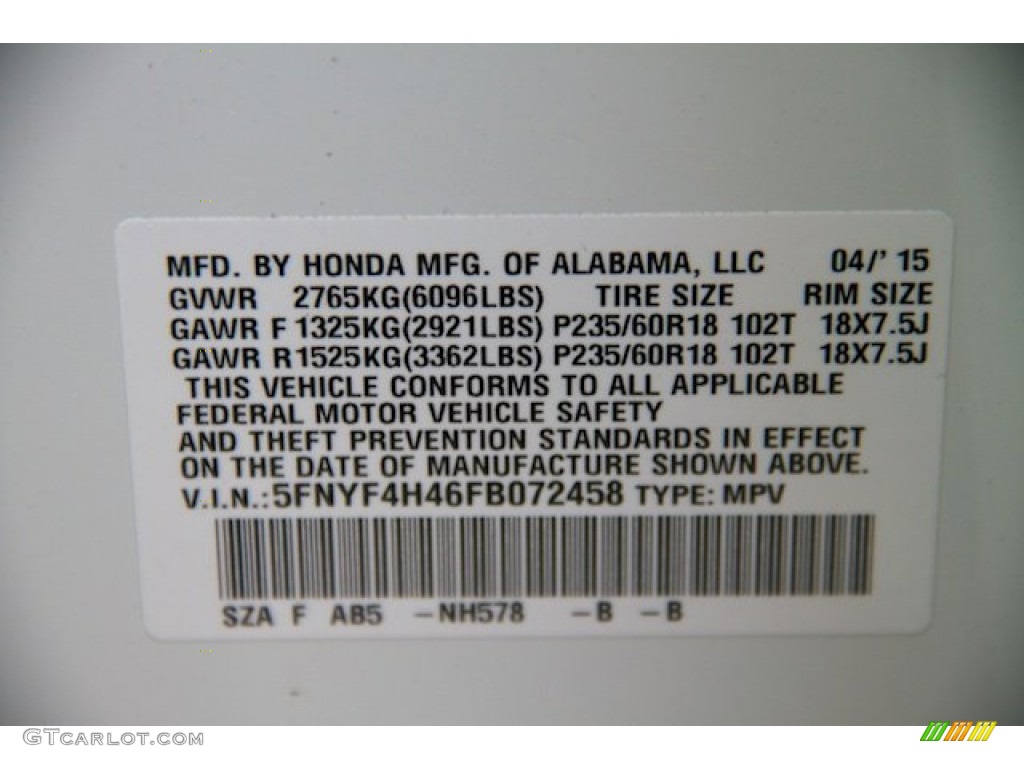 MFD. BY HONDA MFG. OF ALABAMA, LLC 04/' 15
GVWR 2765KG(6096LBS) TIRE SIZE RIM SIZE
GAWR F 1325KG(2921LBS) P235/60R18 102T 18X7.5J
GAWR R 1525KG(3362LBS) P235/60R18 102T 18X7.5J
THIS VEHICLE CONFORMS TO ALL APPLICABLE
FEDERAL MOTOR VEHICLE SAFETY
AND THEFT PREVENTION STANDARDS IN EFFECT
ON THE DATE OF MANUFACTURE SHOWN ABOVE.
V.I.N.: 5FNYF4H46FB072458 TYPE: MPV
SZA F AB5 –NH578 –B –B
GTCARLOT.COM